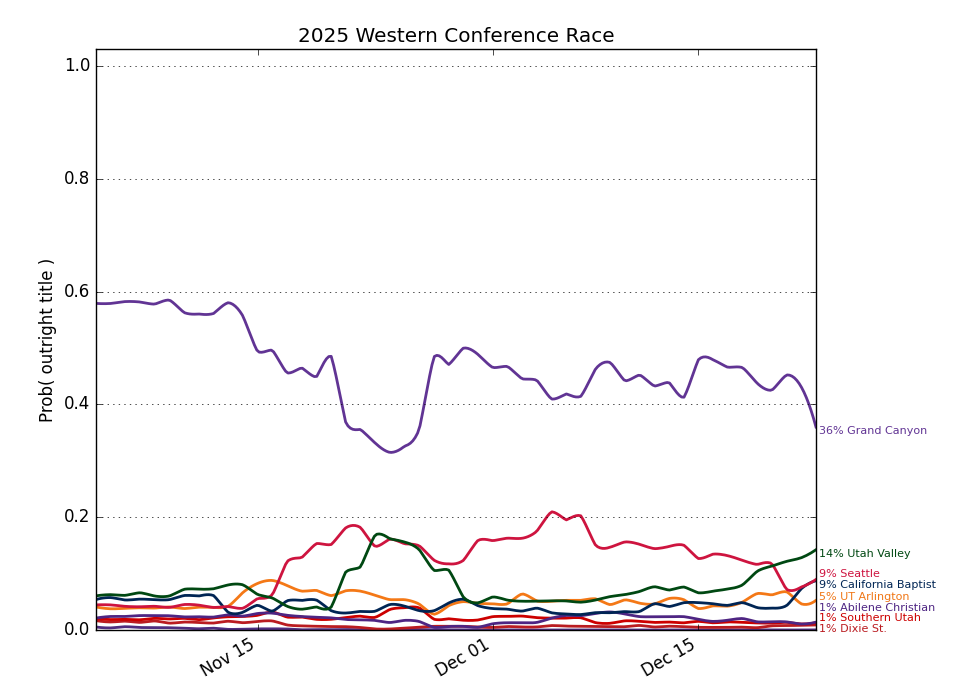 2025 Western Conference Race
Prob( outright title )
1.0
0.8
0.6
0.4
0.2
0.0
Nov 15
Dec 01
Dec 15
36% Grand Canyon
14% Utah Valley
9% Seattle
9% California Baptist
5% UT Arlington
1% Abilene Christian
1% Southern Utah
1% Dixie St.